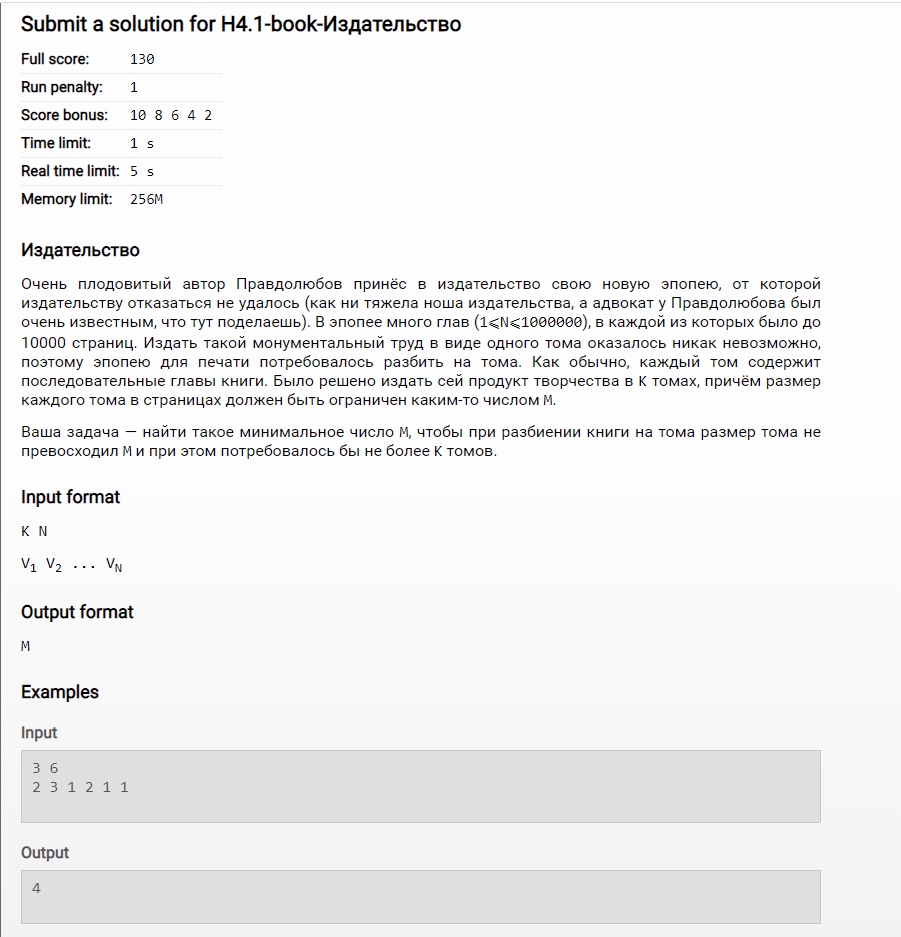 Submit a solution for H4.1-book-Издательство
Full score: 130
Run penalty: 1
Score bonus: 10 8 6 4 2
Time limit: 1 s
Real time limit: 5 s
Memory limit: 256M
Издательство
Очень плодовитый автор Правдолюбов принёс в издательство свою новую эпопею, от которой
издательству отказаться не удалось (как ни тяжела ноша издательства, а адвокат у Правдолюбова был
очень известным, что тут поделаешь). В эпопее много глав (1⩽N⩽1000000), в каждой из которых было до
10000 страниц. Издать такой монументальный труд в виде одного тома оказалось никак невозможно,
поэтому эпопею для печати потребовалось разбить на тома. Как обычно, каждый том содержит
последовательные главы книги. Было решено издать сей продукт творчества в K томах, причём размер
каждого тома в страницах должен быть ограничен каким-то числом M.
Ваша задача — найти такое минимальное число M, чтобы при разбиении книги на тома размер тома не
превосходил M и при этом потребовалось бы не более K томов.
Input format
K N
V1 V2 ... VN
Output format
M
Examples
Input
3 6
2 3 1 2 1 1
Output
4